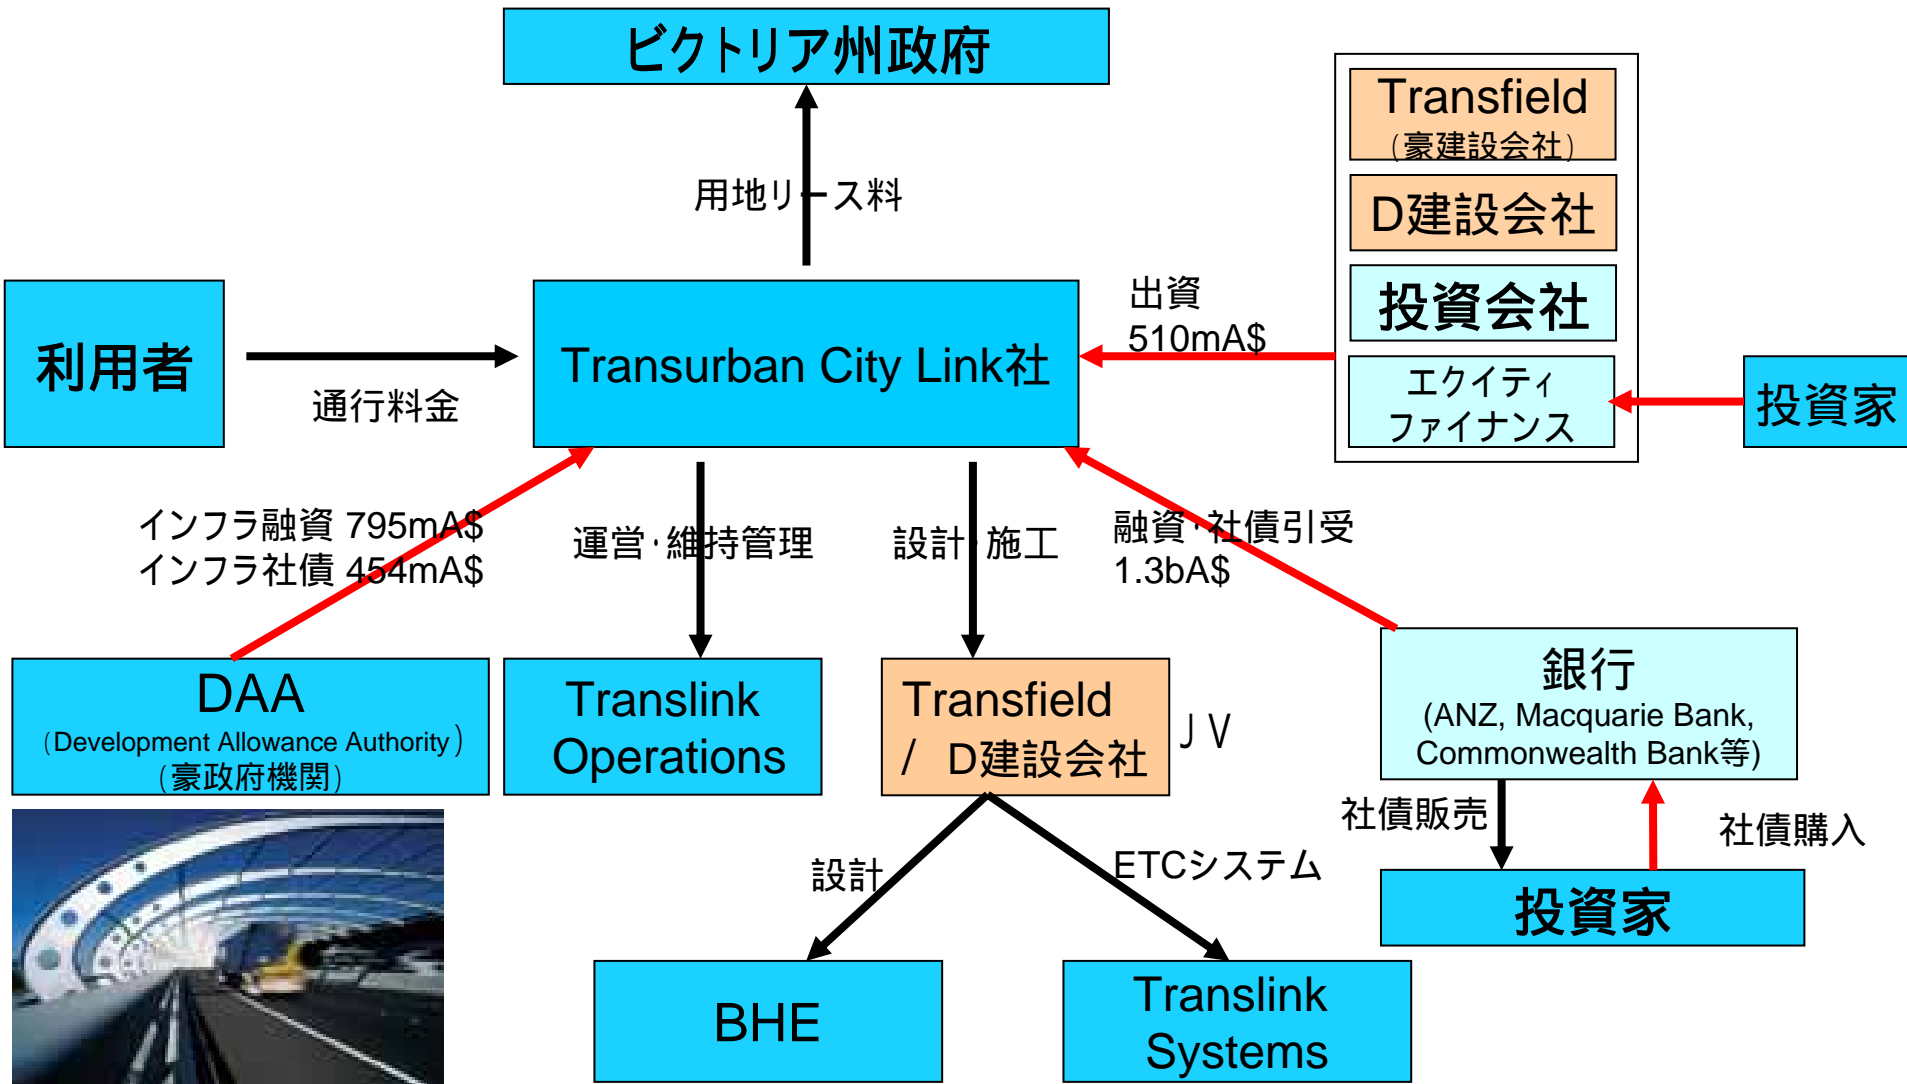 ビクトリア州政府
Transfield
(豪建設会社)
D建設会社
投資会社
エクイティ
ファイナンス
投資家
用地リース料
出資
510mA$
利用者
通行料金
Transurban City Link社
インフラ融資 795mA$
インフラ社債 454mA$
運営・維持管理
設計・施工
融資・社債引受
1.3bA$
DAA
(Development Allowance Authority)
(豪政府機関)
Translink
Operations
Transfield
/ D建設会社
JV
銀行
(ANZ, Macquarie Bank,
Commonwealth Bank等)
社債販売
社債購入
投資家
設計
ETCシステム
BHE
Translink
Systems